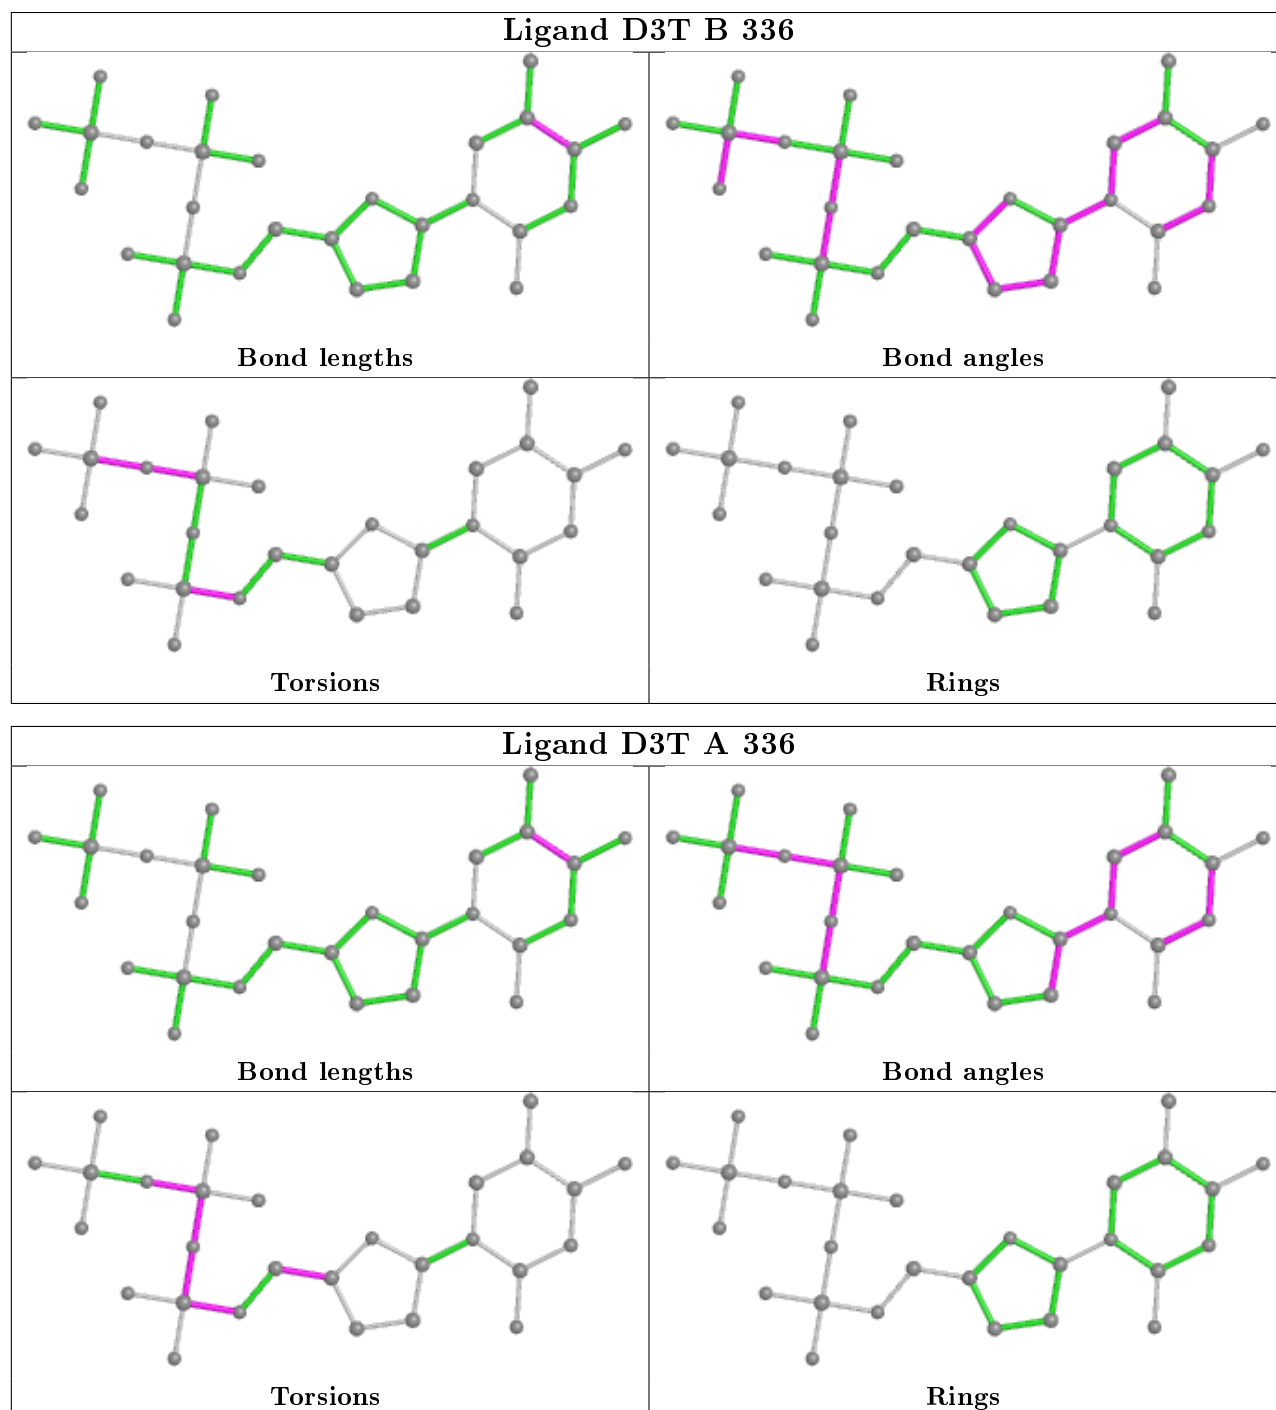 Ligand D3T B 336
Bond lengths
Bond angles
Torsions
Rings
Ligand D3T A 336
Bond lengths
Bond angles
Torsions
Rings